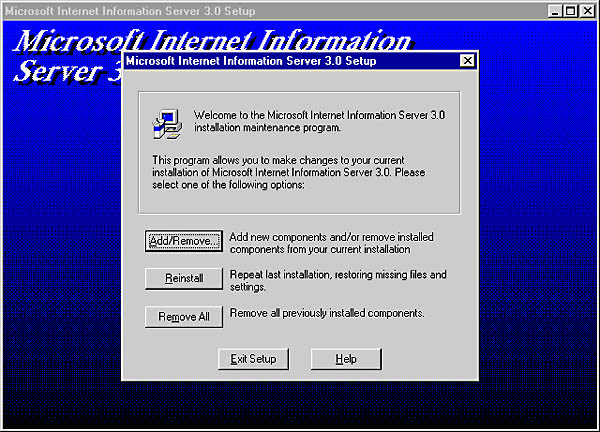 Microsoft Internet Information Server 3.0 Setup
Microsoft Internet Information
Server 3
Microsoft Internet Information Server 3.0 Setup
Welcome to the Microsoft Internet Information Server 3.0
installation maintenance program.
This program allows you to make changes to your current
installation of Microsoft Internet Information Server 3.0. Please
select one of the following options:
Add/Remove... Add new components and/or remove installed
components from your current installation
Reinstall Repeat last installation, restoring missing files and
settings.
Remove All Remove all previously installed components.
Exit Setup Help